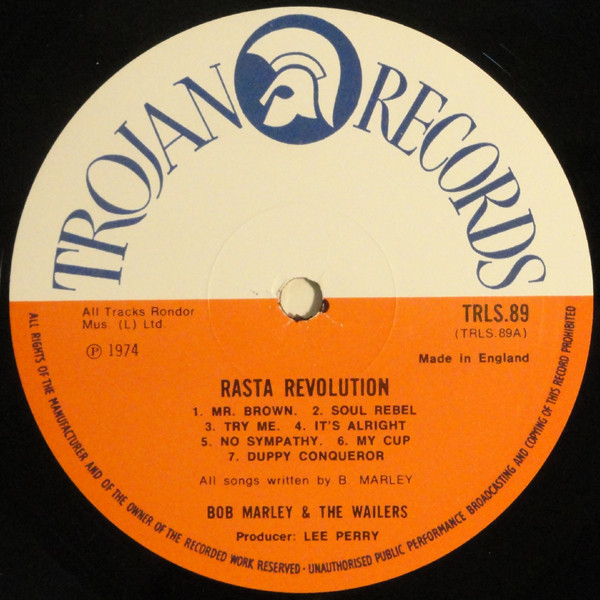 TROJAN RECORDS
All Tracks Rondor
Mus. (L) Ltd.
℗ 1974
TRLS.89
(TRLS.89A)
Made in England
RASTA REVOLUTION
1. MR. BROWN. 2. SOUL REBEL
3. TRY ME. 4. IT'S ALRIGHT
5. NO SYMPATHY. 6. MY CUP
7. DUPPY CONQUEROR
All songs written by B. MARLEY
BOB MARLEY & THE WAILERS
Producer: LEE PERRY
ALL RIGHTS OF THE MANUFACTURER AND OF THE OWNER OF THE RECORDED WORK RESERVED · UNAUTHORISED PUBLIC PERFORMANCE BROADCASTING AND COPYING OF THIS RECORD PROHIBITED